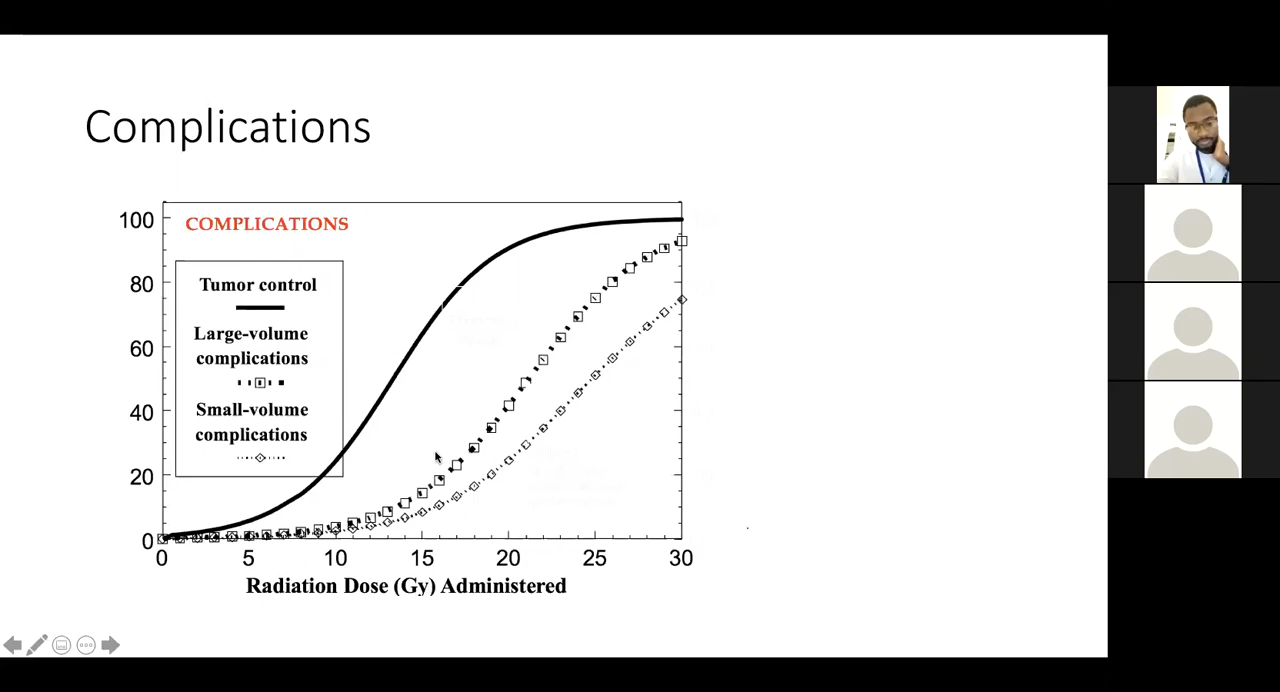 Complications
COMPLICATIONS
Tumor control
Large-volume
complications
Small-volume
complications
100
80
60
40
20
0
0 5 10 15 20 25 30
Radiation Dose (Gy) Administered